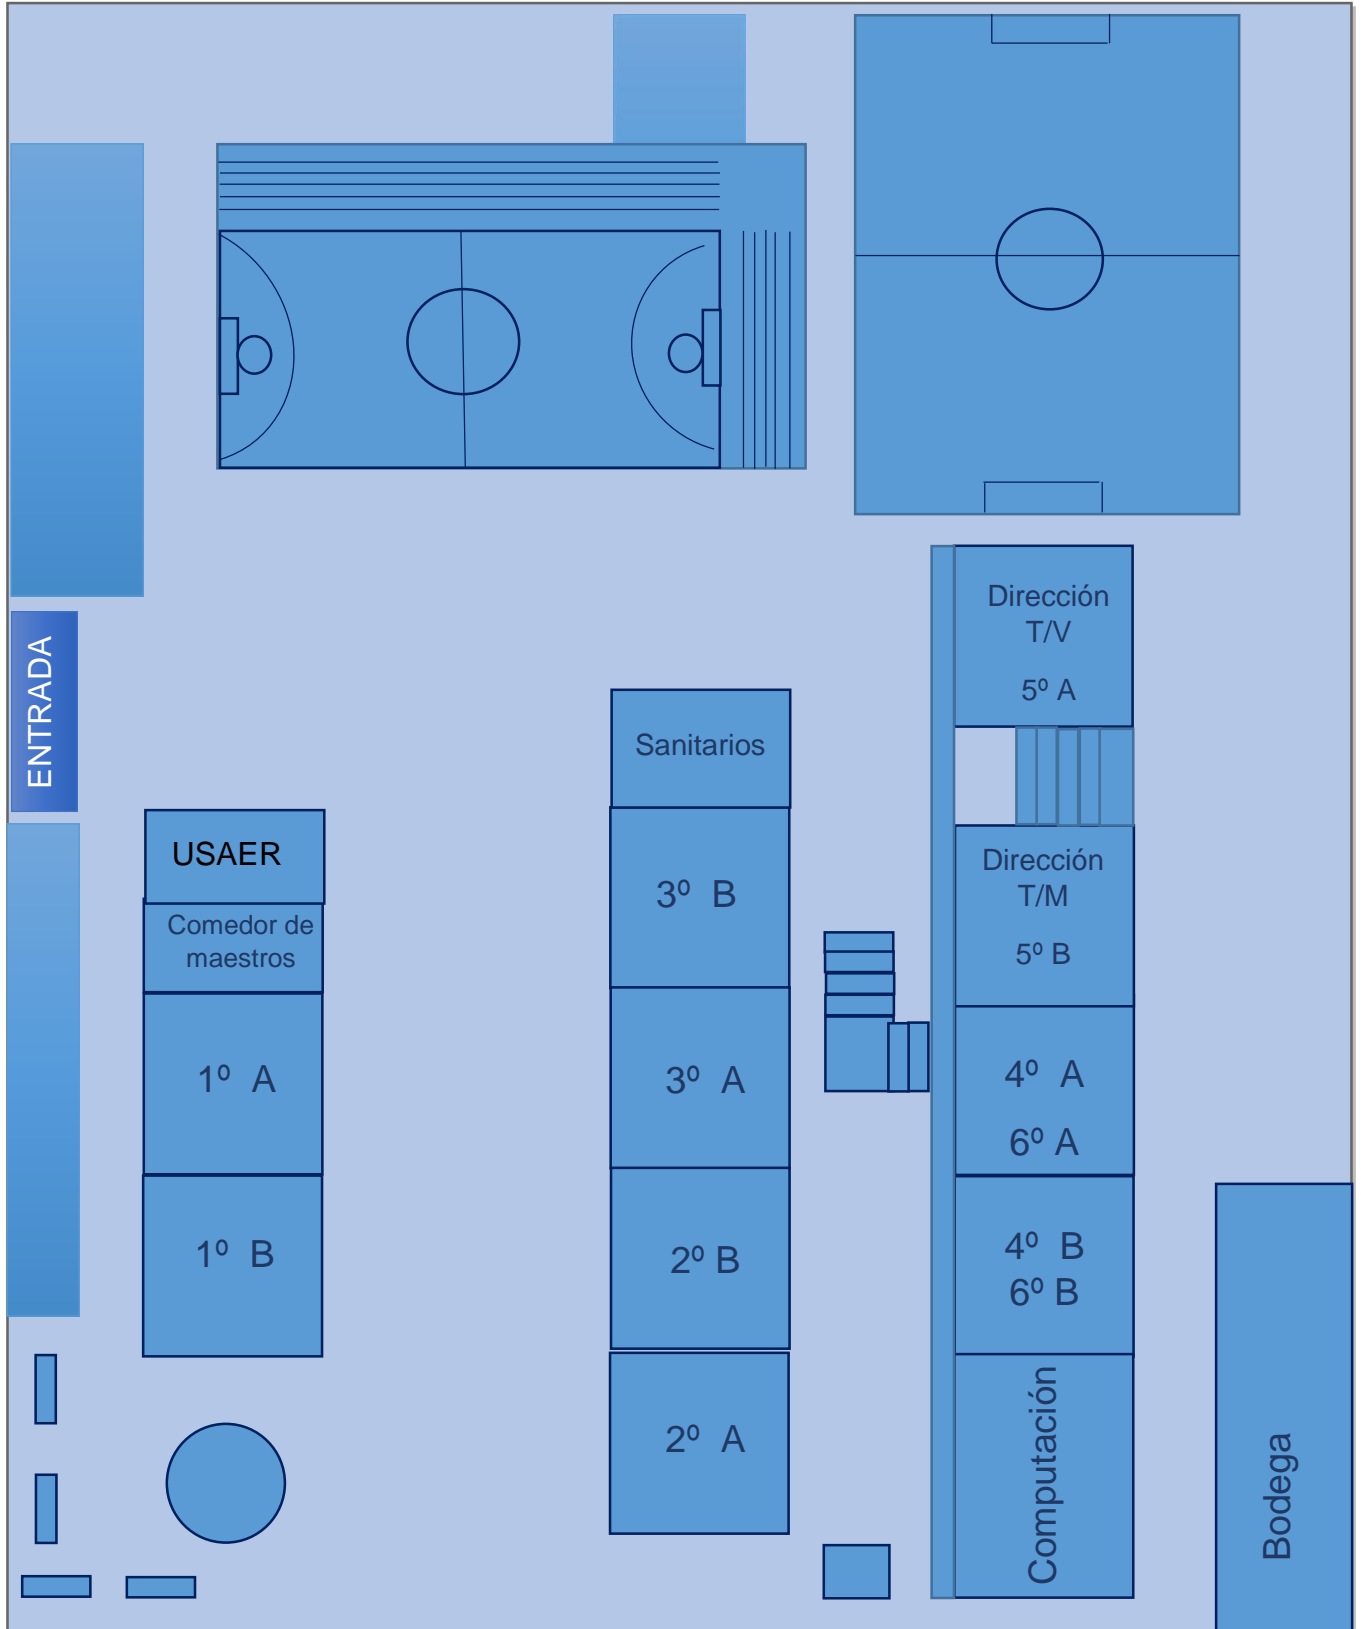 ENTRADA
USAER
Comedor de
maestros
1º A
1º B
Sanitarios
3º B
3º A
2º B
2º A
Dirección
T/V
5º A
Dirección
T/M
5º B
4º A
6º A
4º B
6º B
Computación
Bodega